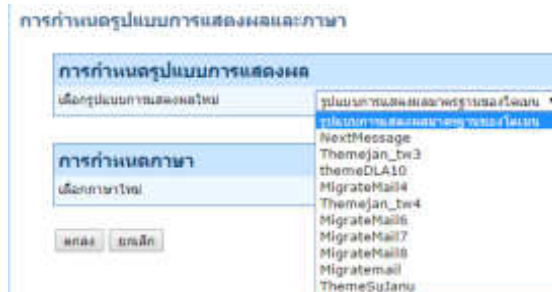 การกำหนดรูปแบบการแสดงผลและภาษา
การกำหนดรูปแบบการแสดงผล
เลือกรูปแบบการแสดงผลใหม่
รูปแบบการแสดงผลมาตรฐานของโดเมน
รูปแบบการแสดงผลมาตรฐานของโดเมน
NextMessage
Themejan_tw3
themeDLA10
MigrateMail4
Themejan_tw4
MigrateMail6
MigrateMail7
MigrateMail8
Migratemail
ThemeSuJanu
การกำหนดภาษา
เลือกภาษาใหม่
ตกลง ยกเลิก